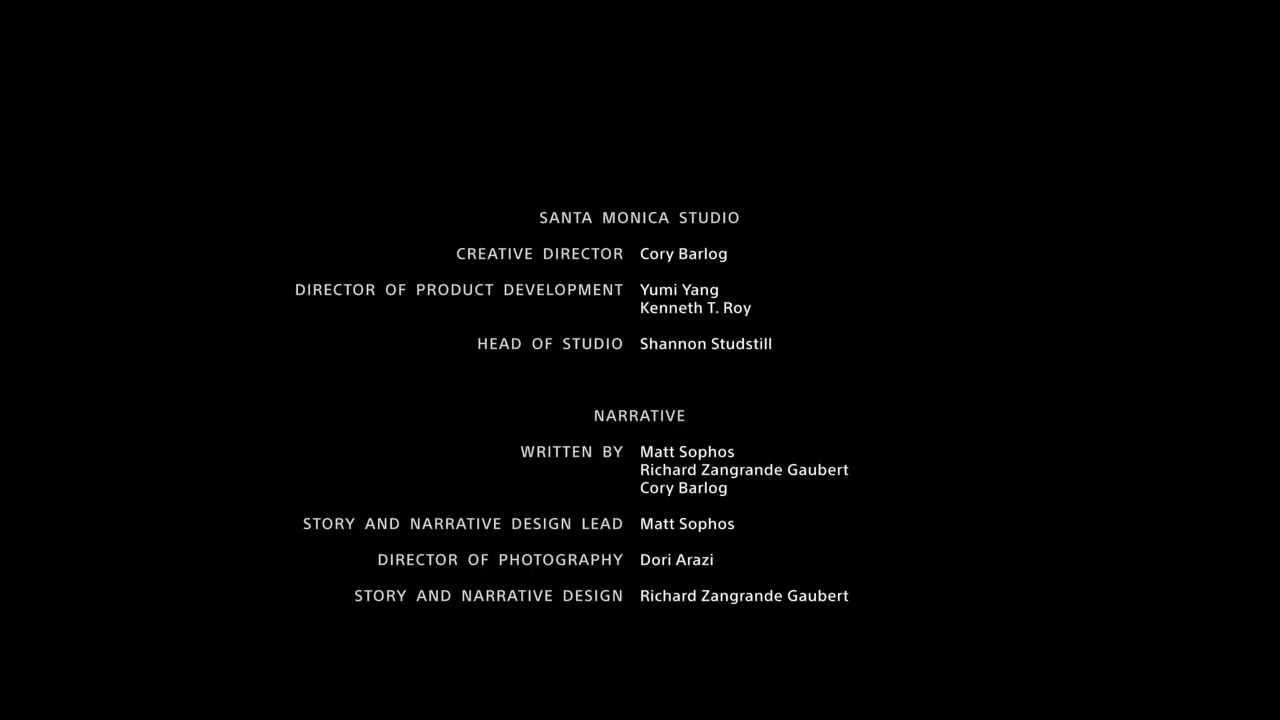 SANTA MONICA STUDIO
CREATIVE DIRECTOR Cory Barlog
DIRECTOR OF PRODUCT DEVELOPMENT Yumi Yang
Kenneth T. Roy
HEAD OF STUDIO Shannon Studstill
NARRATIVE
WRITTEN BY Matt Sophos
Richard Zangrande Gaubert
Cory Barlog
STORY AND NARRATIVE DESIGN LEAD Matt Sophos
DIRECTOR OF PHOTOGRAPHY Dori Arazi
STORY AND NARRATIVE DESIGN Richard Zangrande Gaubert